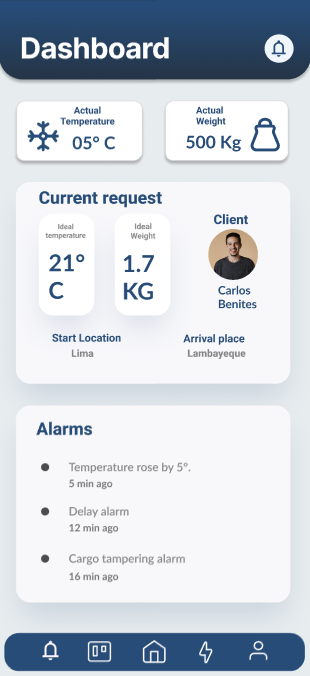 Dashboard
Actual
Temperature
05° C
Actual
Weight
500 Kg
Current request
Ideal
temperature
21°
C
Ideal
Weight
1.7
KG
Client
Carlos
Benites
Start Location
Lima
Arrival place
Lambayeque
Alarms
Temperature rose by 5°.
5 min ago
Delay alarm
12 min ago
Cargo tampering alarm
16 min ago